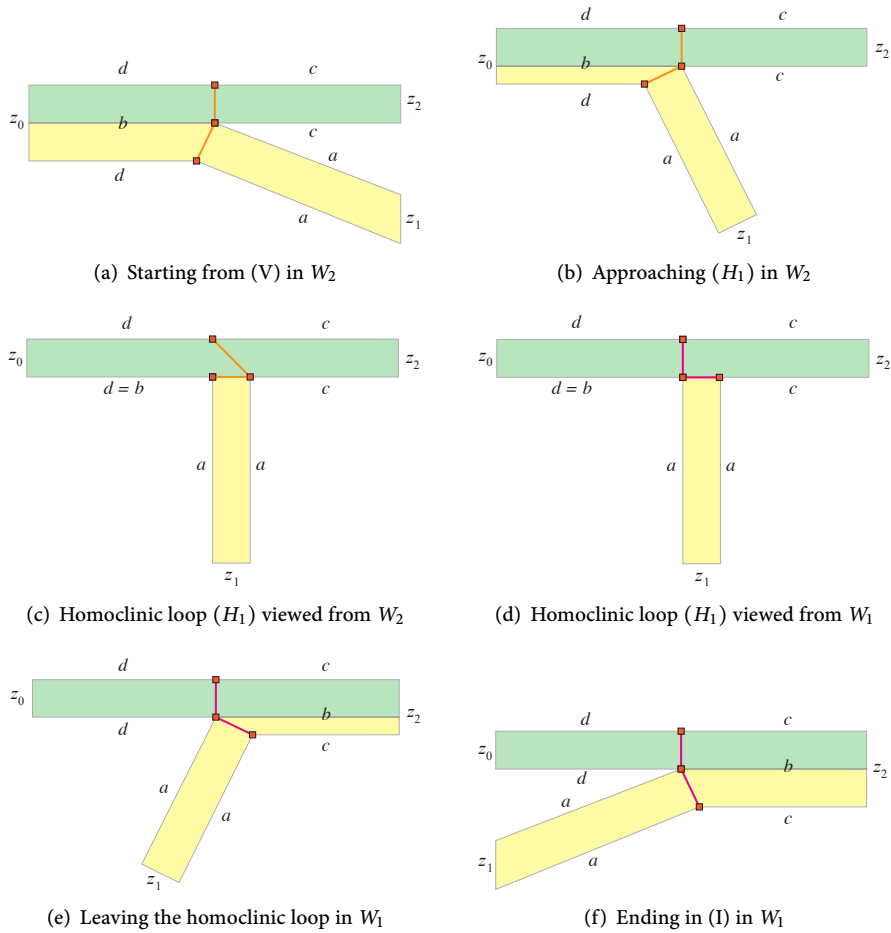 d c
z₀ b z₂
c
d a
a
z₁
(a) Starting from (V) in W₂
d c
z₀ b z₂
c
d
a a
z₁
(b) Approaching (H₁) in W₂
d c
z₀ z₂
d = b c
a a
z₁
(c) Homoclinic loop (H₁) viewed from W₂
d c
z₀ z₂
d = b c
a a
z₁
(d) Homoclinic loop (H₁) viewed from W₁
d c
z₀ b z₂
d c
a a
z₁
(e) Leaving the homoclinic loop in W₁
d c
z₀ b z₂
d
a c
a
z₁
(f) Ending in (I) in W₁